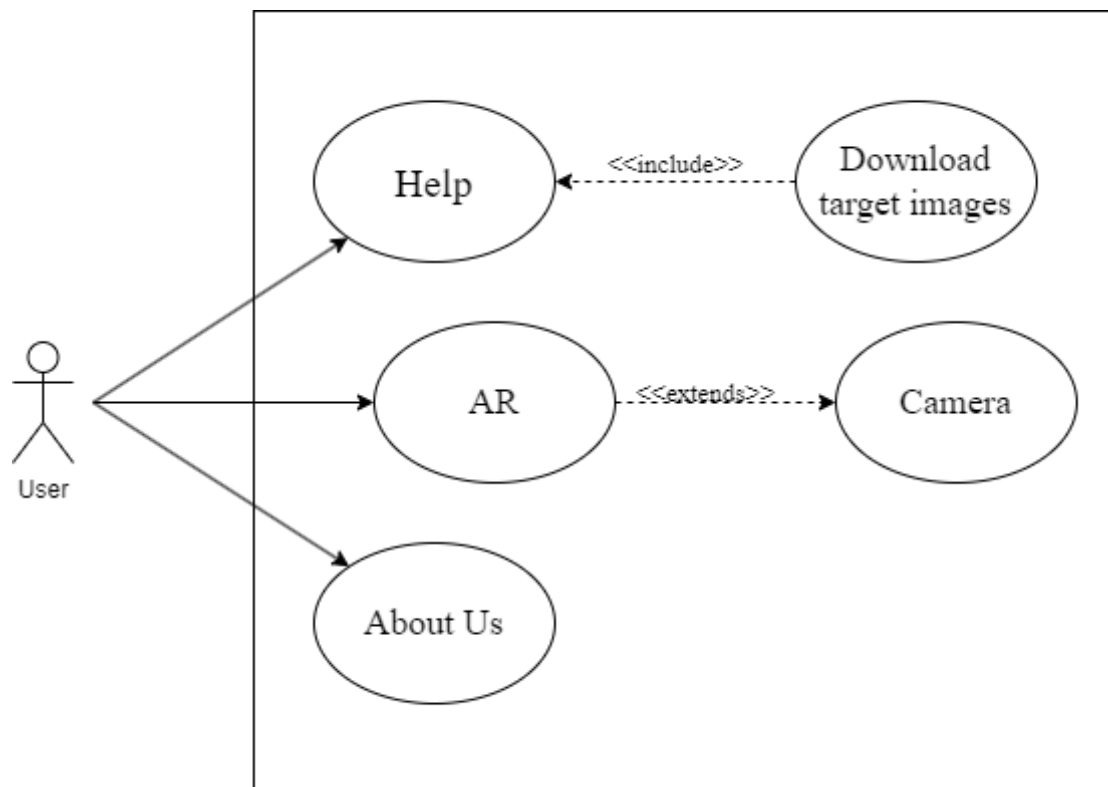 Help
<<include>>
Download
target images
User
AR
<<extends>>
Camera
About Us